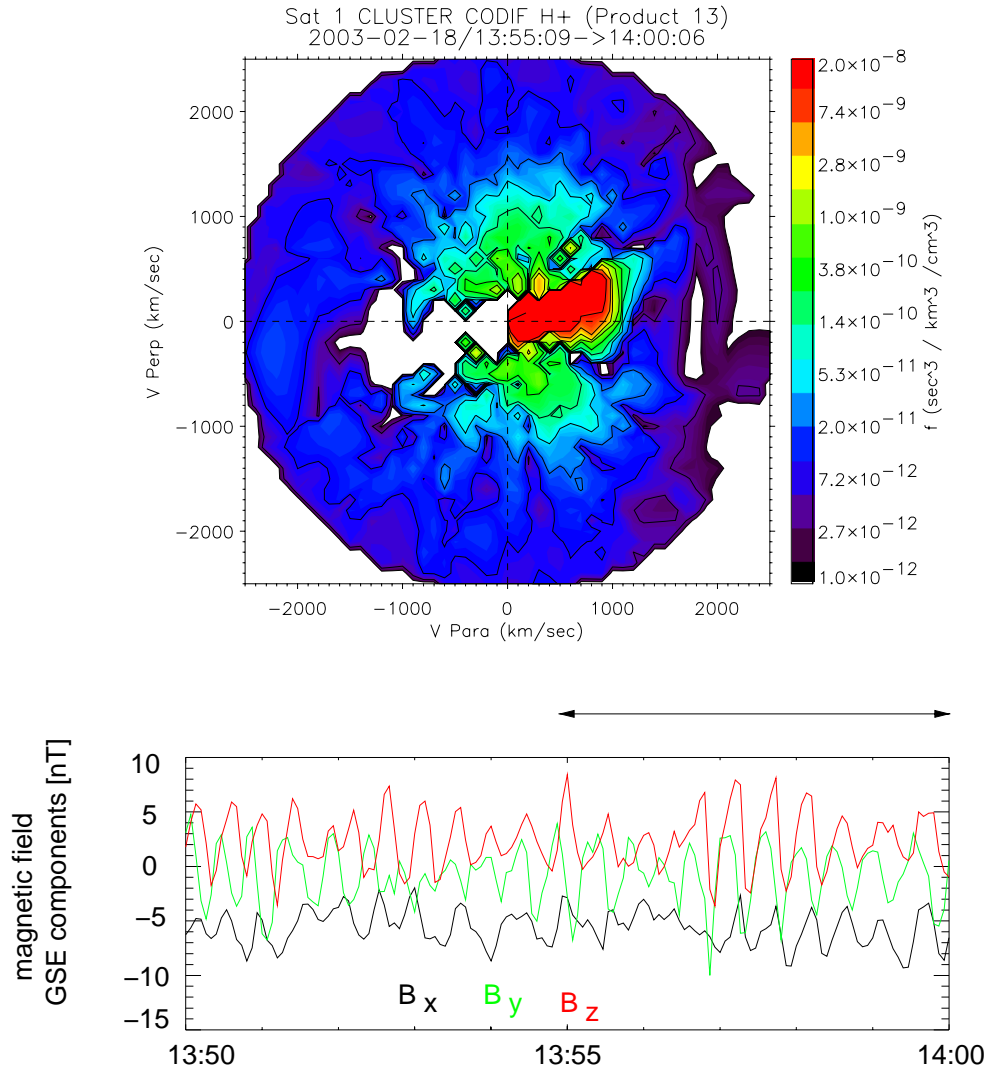 Sat 1 CLUSTER CODIF H+ (Product 13)
2003-02-18/13:55:09->14:00:06
2000
1000
0
-1000
-2000
V Perp (km/sec)
-2000 -1000 0 1000 2000
V Para (km/sec)
2.0×10^-8
7.4×10^-9
2.8×10^-9
1.0×10^-9
3.8×10^-10
1.4×10^-10
5.3×10^-11
2.0×10^-11
7.2×10^-12
2.7×10^-12
1.0×10^-12
f (sec^3 / km^3 /cm^3)
magnetic field
GSE components [nT]
10
5
0
−5
−10
−15
B x B y B z
13:50 13:55 14:00